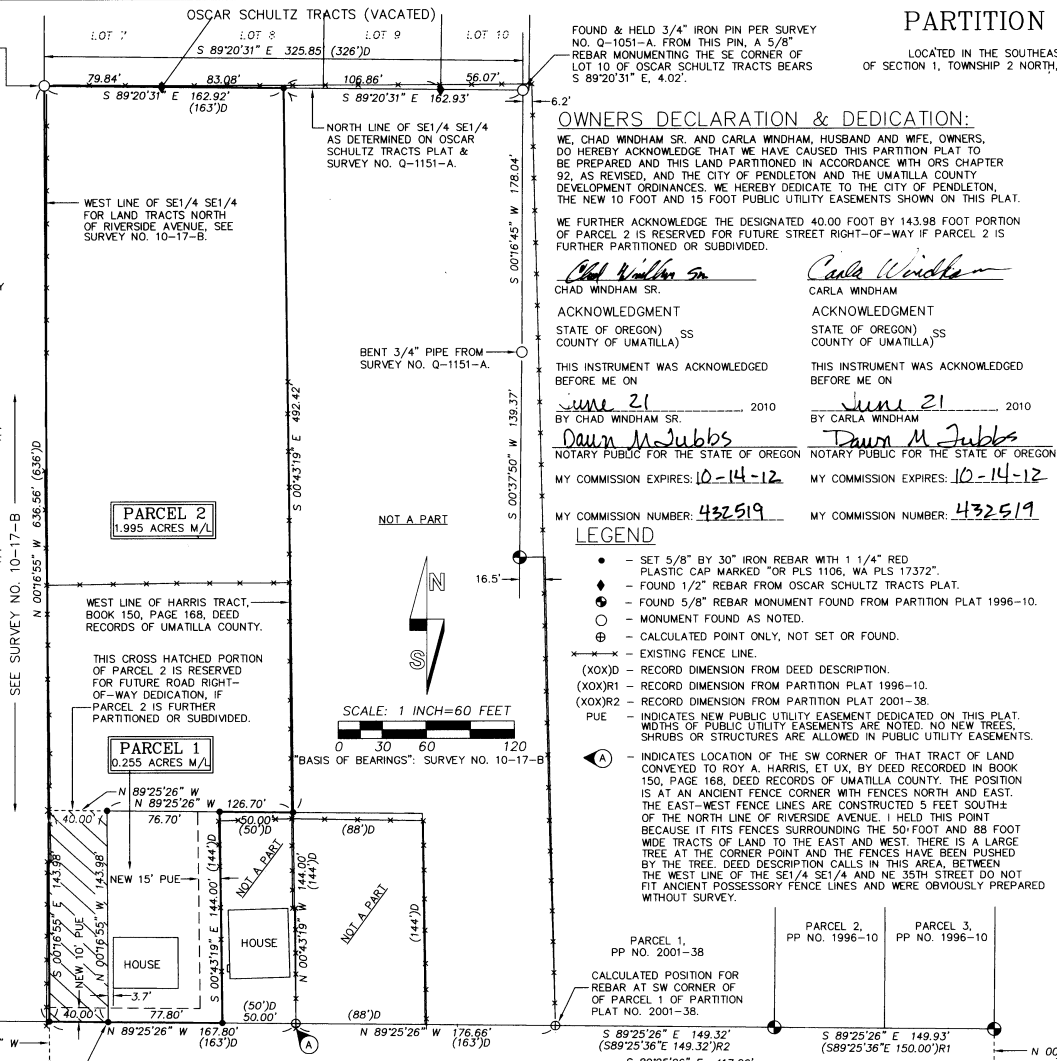 OSCAR SCHULTZ TRACTS (VACATED)
LOT 7
LOT 8
LOT 9
LOT 10
S 89°20'31" E 325.85' (326')D
79.84'
83.08'
106.86'
56.07'
S 89°20'31" E 162.92'
(163')D
S 89°20'31" E 162.93'
6.2'
FOUND & HELD 3/4" IRON PIN PER SURVEY
NO. Q-1051-A. FROM THIS PIN, A 5/8"
REBAR MONUMENTING THE SE CORNER OF
LOT 10 OF OSCAR SCHULTZ TRACTS BEARS
S 89°20'31" E, 4.02'.
PARTITION
LOCATED IN THE SOUTHEAS
OF SECTION 1, TOWNSHIP 2 NORTH,
NORTH LINE OF SE1/4 SE1/4
AS DETERMINED ON OSCAR
SCHULTZ TRACTS PLAT &
SURVEY NO. Q-1151-A.
WEST LINE OF SE1/4 SE1/4
FOR LAND TRACTS NORTH
OF RIVERSIDE AVENUE, SEE
SURVEY NO. 10-17-B.
S 00°16'45" W 178.04'
BENT 3/4" PIPE FROM
SURVEY NO. Q-1151-A.
S 00°37'50" W 139.37'
S 00°43'19" E 492.42'
N 00°16'55" W 636.56' (636')D
SEE SURVEY NO. 10-17-B
PARCEL 2
1.995 ACRES M/L
NOT A PART
16.5'
WEST LINE OF HARRIS TRACT,
BOOK 150, PAGE 168, DEED
RECORDS OF UMATILLA COUNTY.
THIS CROSS HATCHED PORTION
OF PARCEL 2 IS RESERVED
FOR FUTURE ROAD RIGHT-
OF-WAY DEDICATION, IF
PARCEL 2 IS FURTHER
PARTITIONED OR SUBDIVIDED.
N
S
SCALE: 1 INCH=60 FEET
0 30 60 120
"BASIS OF BEARINGS": SURVEY NO. 10-17-B
PARCEL 1
0.255 ACRES M/L
N 89°25'26" W
N 89°25'26" W 126.70'
40.00'
76.70'
50.00'
(50')D
(88')D
S 00°16'55" E 143.98'
N 00°16'55" W 143.98'
NEW 15' PUE
NEW 10' PUE
S 00°43'19" E 144.00' (144')D
NOT A PART
N 00°43'19" W 144.00'
(144')D
NOT A PART
(144')D
HOUSE
HOUSE
3.7'
40.00'
77.80'
(50')D
50.00'
(88')D
N 89°25'26" W 167.80'
(163')D
N 89°25'26" W 176.66'
(163')D
A
" W
OWNERS DECLARATION & DEDICATION:
WE, CHAD WINDHAM SR. AND CARLA WINDHAM, HUSBAND AND WIFE, OWNERS,
DO HEREBY ACKNOWLEDGE THAT WE HAVE CAUSED THIS PARTITION PLAT TO
BE PREPARED AND THIS LAND PARTITIONED IN ACCORDANCE WITH ORS CHAPTER
92, AS REVISED, AND THE CITY OF PENDLETON AND THE UMATILLA COUNTY
DEVELOPMENT ORDINANCES. WE HEREBY DEDICATE TO THE CITY OF PENDLETON,
THE NEW 10 FOOT AND 15 FOOT PUBLIC UTILITY EASEMENTS SHOWN ON THIS PLAT.
WE FURTHER ACKNOWLEDGE THE DESIGNATED 40.00 FOOT BY 143.98 FOOT PORTION
OF PARCEL 2 IS RESERVED FOR FUTURE STREET RIGHT-OF-WAY IF PARCEL 2 IS
FURTHER PARTITIONED OR SUBDIVIDED.
Chad Windham Sr
CHAD WINDHAM SR.
ACKNOWLEDGMENT
STATE OF OREGON)
COUNTY OF UMATILLA) SS
THIS INSTRUMENT WAS ACKNOWLEDGED
BEFORE ME ON
June 21, 2010
BY CHAD WINDHAM SR.
Dawn M Tubbs
NOTARY PUBLIC FOR THE STATE OF OREGON
MY COMMISSION EXPIRES: 10-14-12
MY COMMISSION NUMBER: 432519
Carla Windham
CARLA WINDHAM
ACKNOWLEDGMENT
STATE OF OREGON)
COUNTY OF UMATILLA) SS
THIS INSTRUMENT WAS ACKNOWLEDGED
BEFORE ME ON
June 21, 2010
BY CARLA WINDHAM
Dawn M Tubbs
NOTARY PUBLIC FOR THE STATE OF OREGON
MY COMMISSION EXPIRES: 10-14-12
MY COMMISSION NUMBER: 432519
LEGEND
– SET 5/8" BY 30" IRON REBAR WITH 1 1/4" RED
PLASTIC CAP MARKED "OR PLS 1106, WA PLS 17372".
– FOUND 1/2" REBAR FROM OSCAR SCHULTZ TRACTS PLAT.
– FOUND 5/8" REBAR MONUMENT FOUND FROM PARTITION PLAT 1996-10.
– MONUMENT FOUND AS NOTED.
– CALCULATED POINT ONLY, NOT SET OR FOUND.
– EXISTING FENCE LINE.
(XOX)D – RECORD DIMENSION FROM DEED DESCRIPTION.
(XOX)R1 – RECORD DIMENSION FROM PARTITION PLAT 1996-10.
(XOX)R2 – RECORD DIMENSION FROM PARTITION PLAT 2001-38.
PUE – INDICATES NEW PUBLIC UTILITY EASEMENT DEDICATED ON THIS PLAT.
WIDTHS OF PUBLIC UTILITY EASEMENTS ARE NOTED. NO NEW TREES,
SHRUBS OR STRUCTURES ARE ALLOWED IN PUBLIC UTILITY EASEMENTS.
A – INDICATES LOCATION OF THE SW CORNER OF THAT TRACT OF LAND
CONVEYED TO ROY A. HARRIS, ET UX, BY DEED RECORDED IN BOOK
150, PAGE 168, DEED RECORDS OF UMATILLA COUNTY. THE POSITION
IS AT AN ANCIENT FENCE CORNER WITH FENCES NORTH AND EAST.
THE EAST-WEST FENCE LINES ARE CONSTRUCTED 5 FEET SOUTH±
OF THE NORTH LINE OF RIVERSIDE AVENUE. I HELD THIS POINT
BECAUSE IT FITS FENCES SURROUNDING THE 50 FOOT AND 88 FOOT
WIDE TRACTS OF LAND TO THE EAST AND WEST. THERE IS A LARGE
TREE AT THE CORNER POINT AND THE FENCES HAVE BEEN PUSHED
BY THE TREE. DEED DESCRIPTION CALLS IN THIS AREA, BETWEEN
THE WEST LINE OF THE SE1/4 SE1/4 AND NE 35TH STREET DO NOT
FIT ANCIENT POSSESSORY FENCE LINES AND WERE OBVIOUSLY PREPARED
WITHOUT SURVEY.
PARCEL 1,
PP NO. 2001-38
PARCEL 2,
PP NO. 1996-10
PARCEL 3,
PP NO. 1996-10
CALCULATED POSITION FOR
REBAR AT SW CORNER OF
OF PARCEL 1 OF PARTITION
PLAT NO. 2001-38.
S 89°25'26" E 149.32'
(S89°25'36"E 149.32')R2
S 89°25'26" E 149.93'
(S89°25'36"E 150.00')R1
N 00